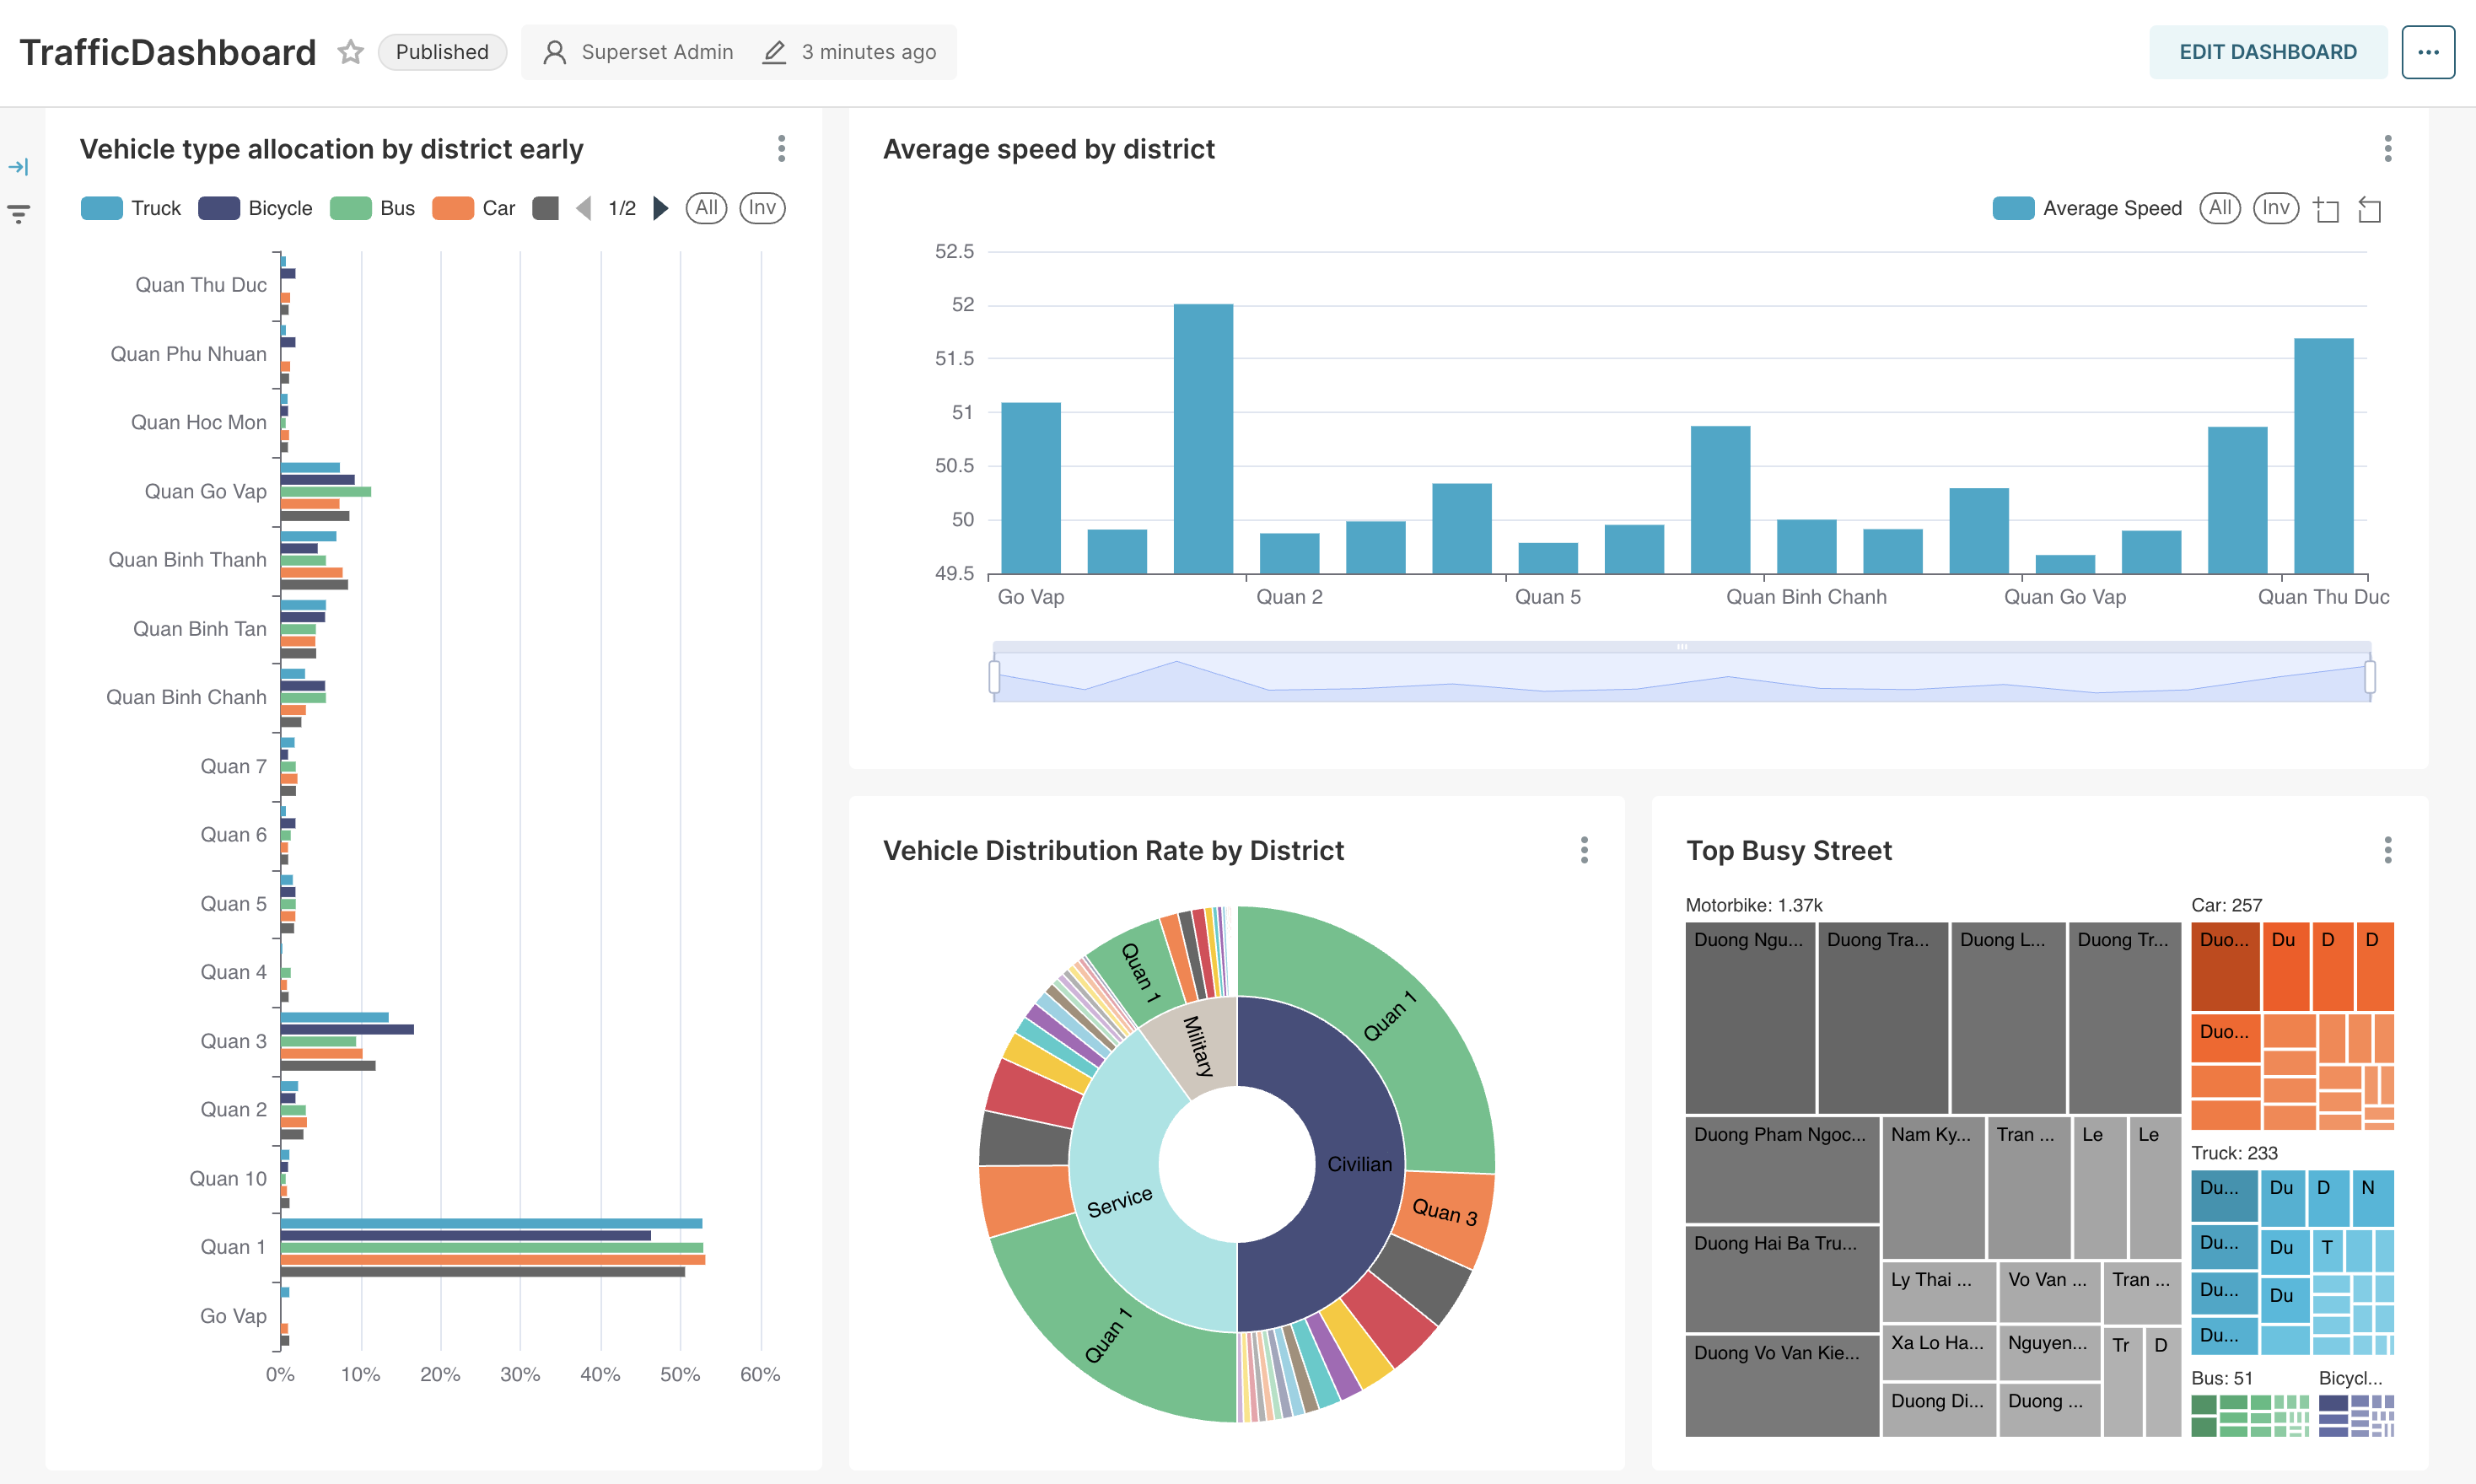 TrafficDashboard Published Superset Admin 3 minutes ago EDIT DASHBOARD ...
Vehicle type allocation by district early
Truck Bicycle Bus Car 1/2 All Inv
Quan Thu Duc
Quan Phu Nhuan
Quan Hoc Mon
Quan Go Vap
Quan Binh Thanh
Quan Binh Tan
Quan Binh Chanh
Quan 7
Quan 6
Quan 5
Quan 4
Quan 3
Quan 2
Quan 10
Quan 1
Go Vap
0% 10% 20% 30% 40% 50% 60%
Average speed by district
Average Speed All Inv
52.5
52
51.5
51
50.5
50
49.5
Go Vap Quan 2 Quan 5 Quan Binh Chanh Quan Go Vap Quan Thu Duc
Vehicle Distribution Rate by District
Quan 1
Quan 1
Military
Civilian
Service
Quan 3
Quan 1
Top Busy Street
Motorbike: 1.37k
Duong Ngu... Duong Tra... Duong L... Duong Tr...
Duong Pham Ngoc... Nam Ky... Tran ... Le Le
Duong Hai Ba Tru...
Ly Thai ... Vo Van ... Tran ...
Duong Vo Van Kie... Xa Lo Ha... Nguyen... Tr D
Duong Di... Duong ...
Car: 257
Duo... Du D D
Duo...
Truck: 233
Du... Du D N
Du... Du T
Du... Du
Du...
Bus: 51 Bicycl...